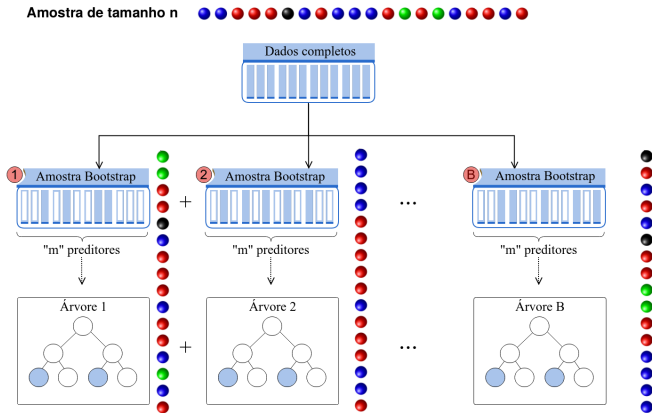 Amostra de tamanho n
Dados completos
1 Amostra Bootstrap + 2 Amostra Bootstrap ... B Amostra Bootstrap
"m" preditores "m" preditores "m" preditores
Árvore 1 + Árvore 2 ... Árvore B